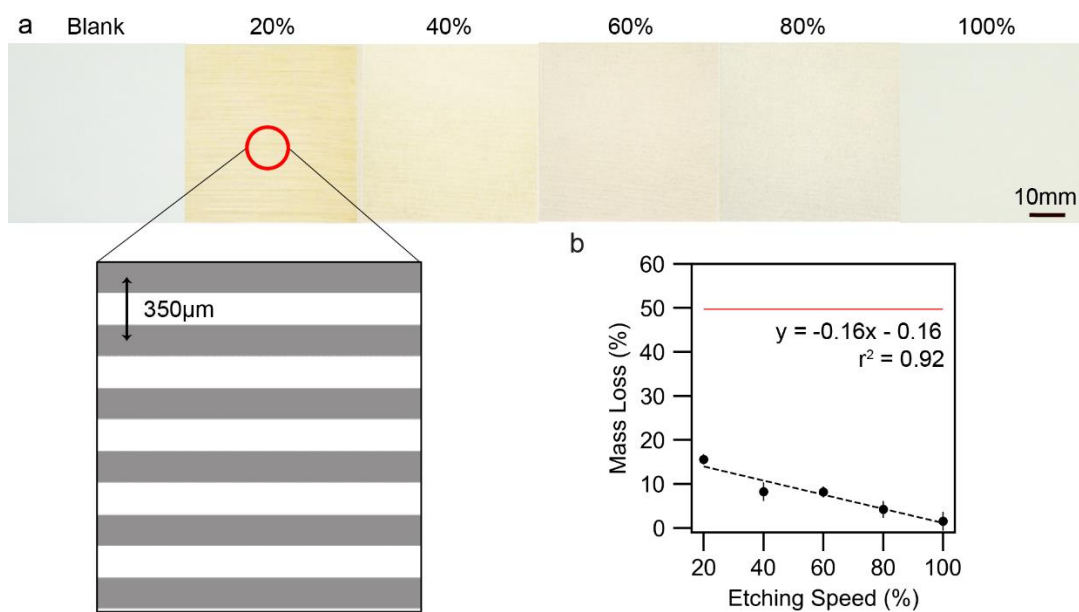 a
Blank 20% 40% 60% 80% 100%
10mm
350µm
b
60
50
40
30
20
10
0
Mass Loss (%)
y = -0.16x - 0.16
r² = 0.92
20 40 60 80 100
Etching Speed (%)